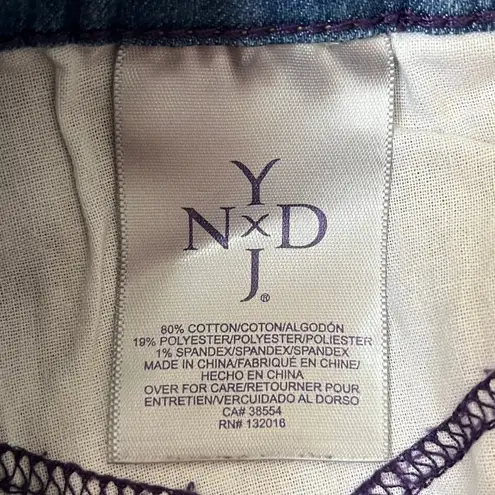 Y
N x D
J®
80% COTTON/COTON/ALGODÓN
19% POLYESTER/POLYESTER/POLIESTER
1% SPANDEX/SPANDEX/SPANDEX
MADE IN CHINA/FABRIQUÉ EN CHINE/
HECHO EN CHINA
OVER FOR CARE/RETOURNER POUR
ENTRETIEN/VERCUIDADO AL DORSO
CA# 38554
RN# 132016